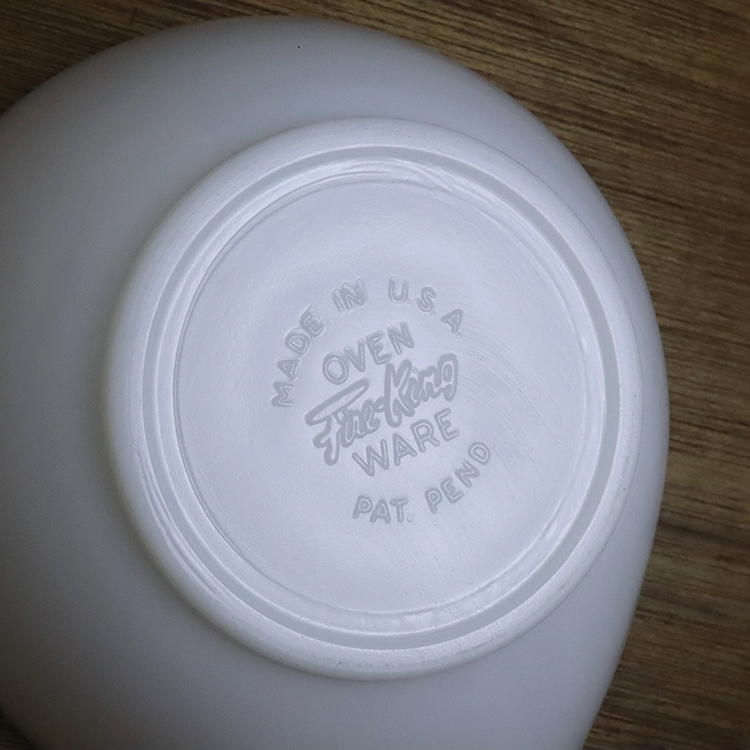 MADE IN U.S.A.
OVEN
Fire-King
WARE
PAT. PEND.